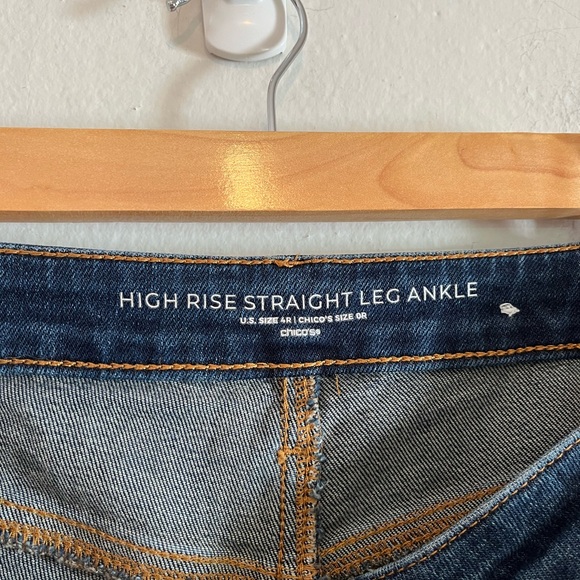 HIGH RISE STRAIGHT LEG ANKLE
U.S. SIZE 4R | CHICO'S SIZE 0R
chico's®